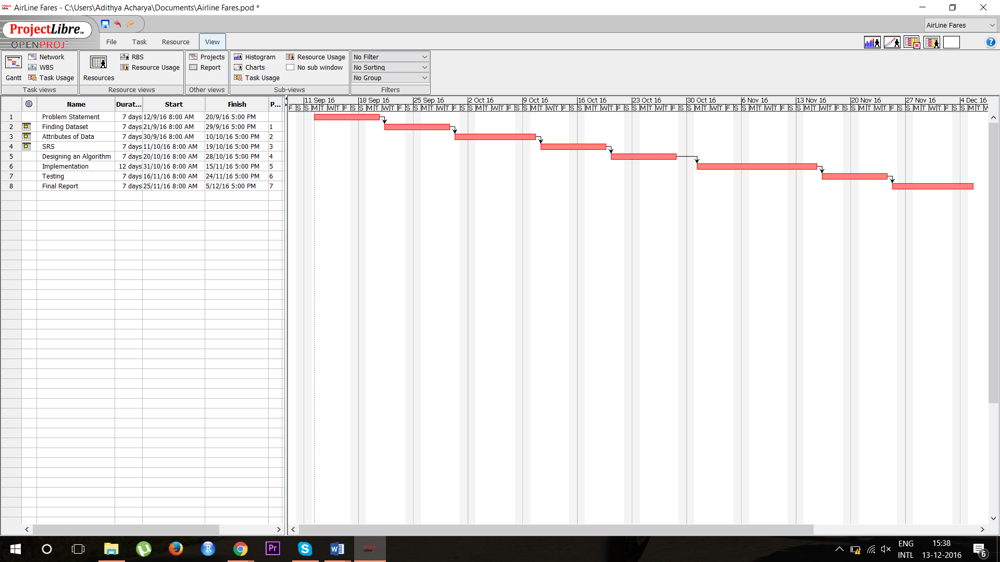 AirLine Fares - C:\Users\Adithya Acharya\Documents\Airline Fares.pod *
ProjectLibre™
OPENPROJ
AirLine Fares
File Task Resource View
Gantt
Network
WBS
Task Usage
Task views
Resources
RBS
Resource Usage
Resource views
Projects
Report
Other views
Histogram
Charts
Task Usage
Resource Usage
No sub window
Sub-views
No Filter
No Sorting
No Group
Filters
Name Durat... Start Finish P...
1 Problem Statement 7 days 12/9/16 8:00 AM 20/9/16 5:00 PM
2 Finding Dataset 7 days 21/9/16 8:00 AM 29/9/16 5:00 PM 1
3 Attributes of Data 7 days 30/9/16 8:00 AM 10/10/16 5:00 PM 2
4 SRS 7 days 11/10/16 8:00 AM 19/10/16 5:00 PM 3
5 Designing an Algorithm 7 days 20/10/16 8:00 AM 28/10/16 5:00 PM 4
6 Implementation 12 days 31/10/16 8:00 AM 15/11/16 5:00 PM 5
7 Testing 7 days 16/11/16 8:00 AM 24/11/16 5:00 PM 6
8 Final Report 7 days 25/11/16 8:00 AM 5/12/16 5:00 PM 7
11 Sep 16 18 Sep 16 25 Sep 16 2 Oct 16 9 Oct 16 16 Oct 16 23 Oct 16 30 Oct 16 6 Nov 16 13 Nov 16 20 Nov 16 27 Nov 16 4 Dec 16
F S S M T W T F S S M T W T F S S M T W T F S S M T W T F S S M T W T F S S M T W T F S S M T W T F S S M T W T F S S M T W T F S S M T W T F S S M T W T F S S M T W T F S S M T W
R
Pr
S
W
Project Libre
ENG
INTL
15:38
13-12-2016
6